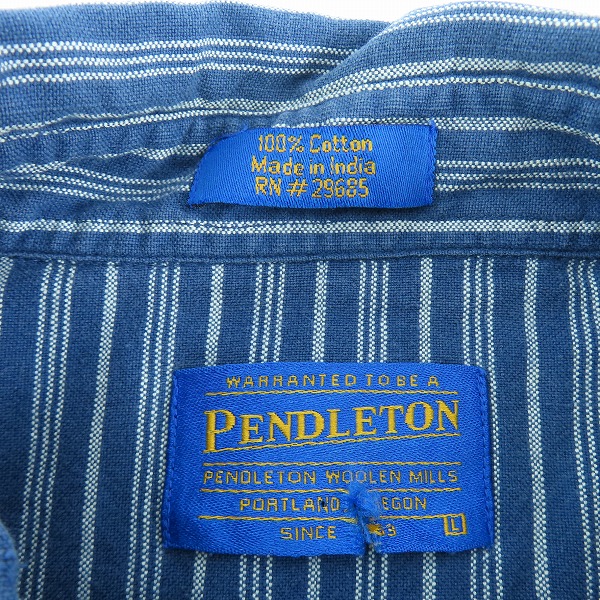 100% Cotton
Made in India
RN # 29685
WARRANTED TO BE A
PENDLETON
PENDLETON WOOLEN MILLS
PORTLAND
SINCE
L